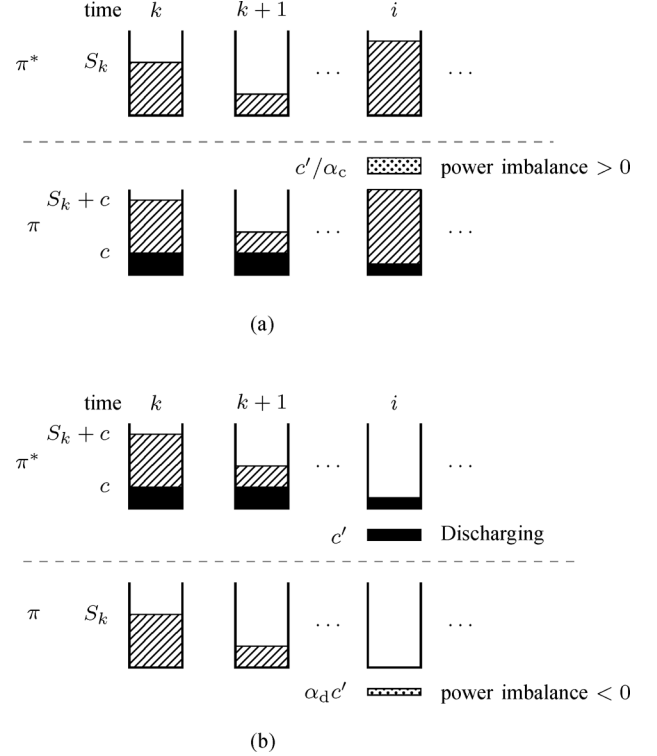 time k k + 1 i
π* S_k ... ...
c′/α_c power imbalance > 0
S_k + c
π ... ...
c
(a)
time k k + 1 i
S_k + c
π* ... ...
c
c′ Discharging
π S_k ... ...
α_d c′ power imbalance < 0
(b)